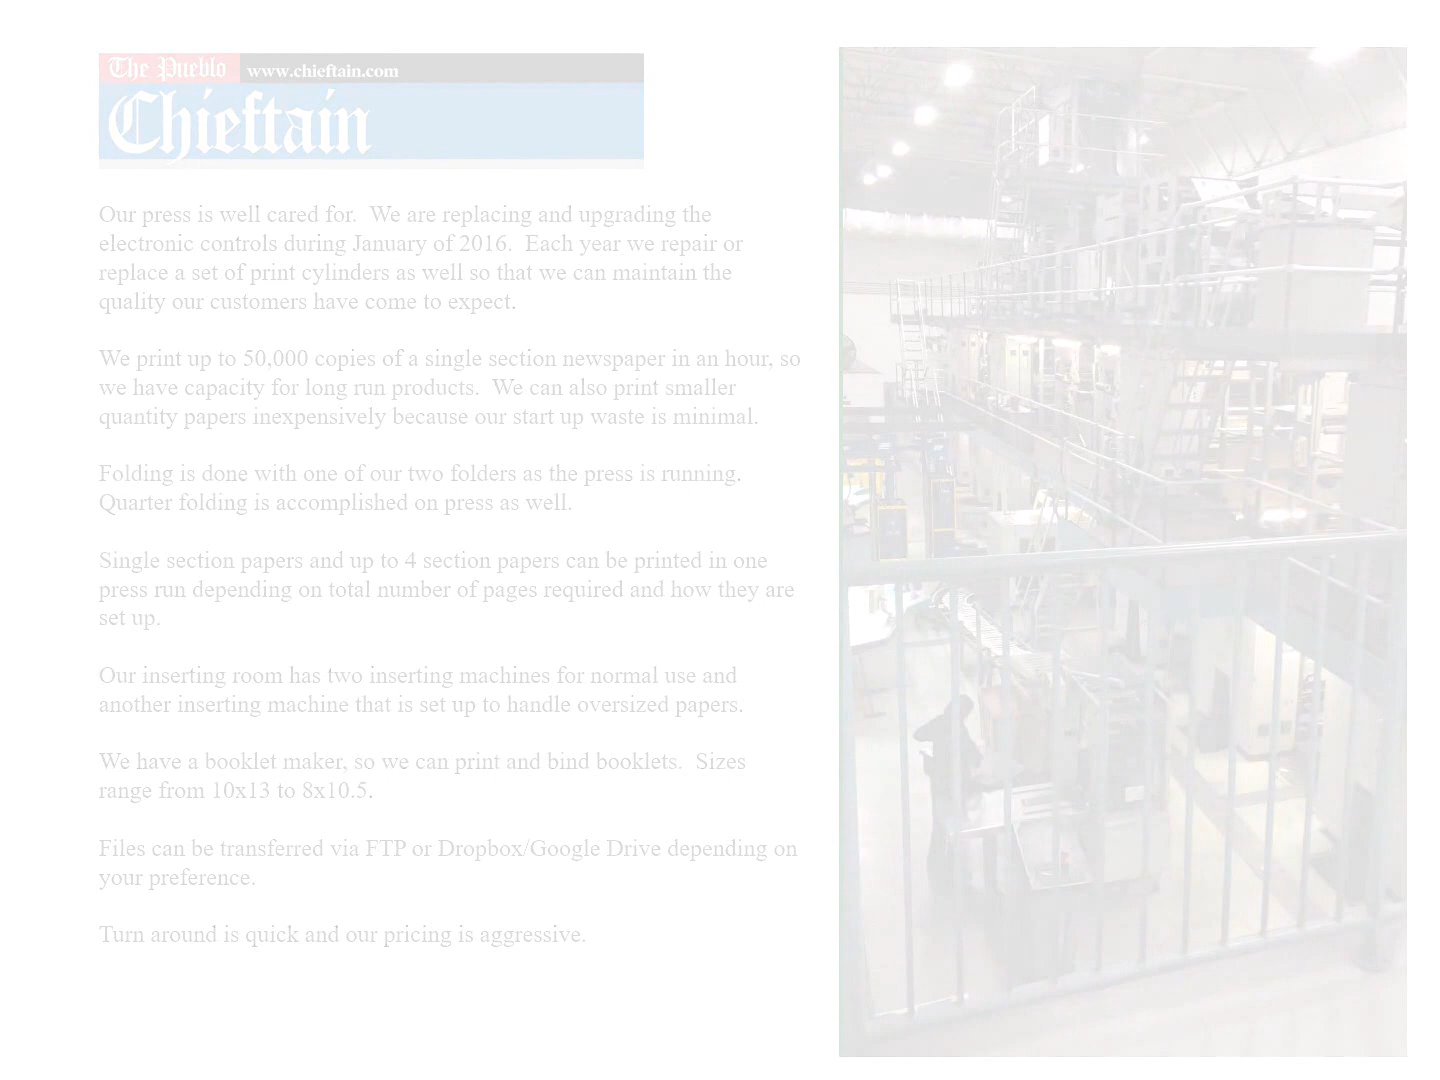 The Pueblo www.chieftain.com
Chieftain
Our press is well cared for.  We are replacing and upgrading the
electronic controls during January of 2016.  Each year we repair or
replace a set of print cylinders as well so that we can maintain the
quality our customers have come to expect.
We print up to 50,000 copies of a single section newspaper in an hour, so
we have capacity for long run products.  We can also print smaller
quantity papers inexpensively because our start up waste is minimal.
Folding is done with one of our two folders as the press is running.
Quarter folding is accomplished on press as well.
Single section papers and up to 4 section papers can be printed in one
press run depending on total number of pages required and how they are
set up.
Our inserting room has two inserting machines for normal use and
another inserting machine that is set up to handle oversized papers.
We have a booklet maker, so we can print and bind booklets.  Sizes
range from 10x13 to 8x10.5.
Files can be transferred via FTP or Dropbox/Google Drive depending on
your preference.
Turn around is quick and our pricing is aggressive.